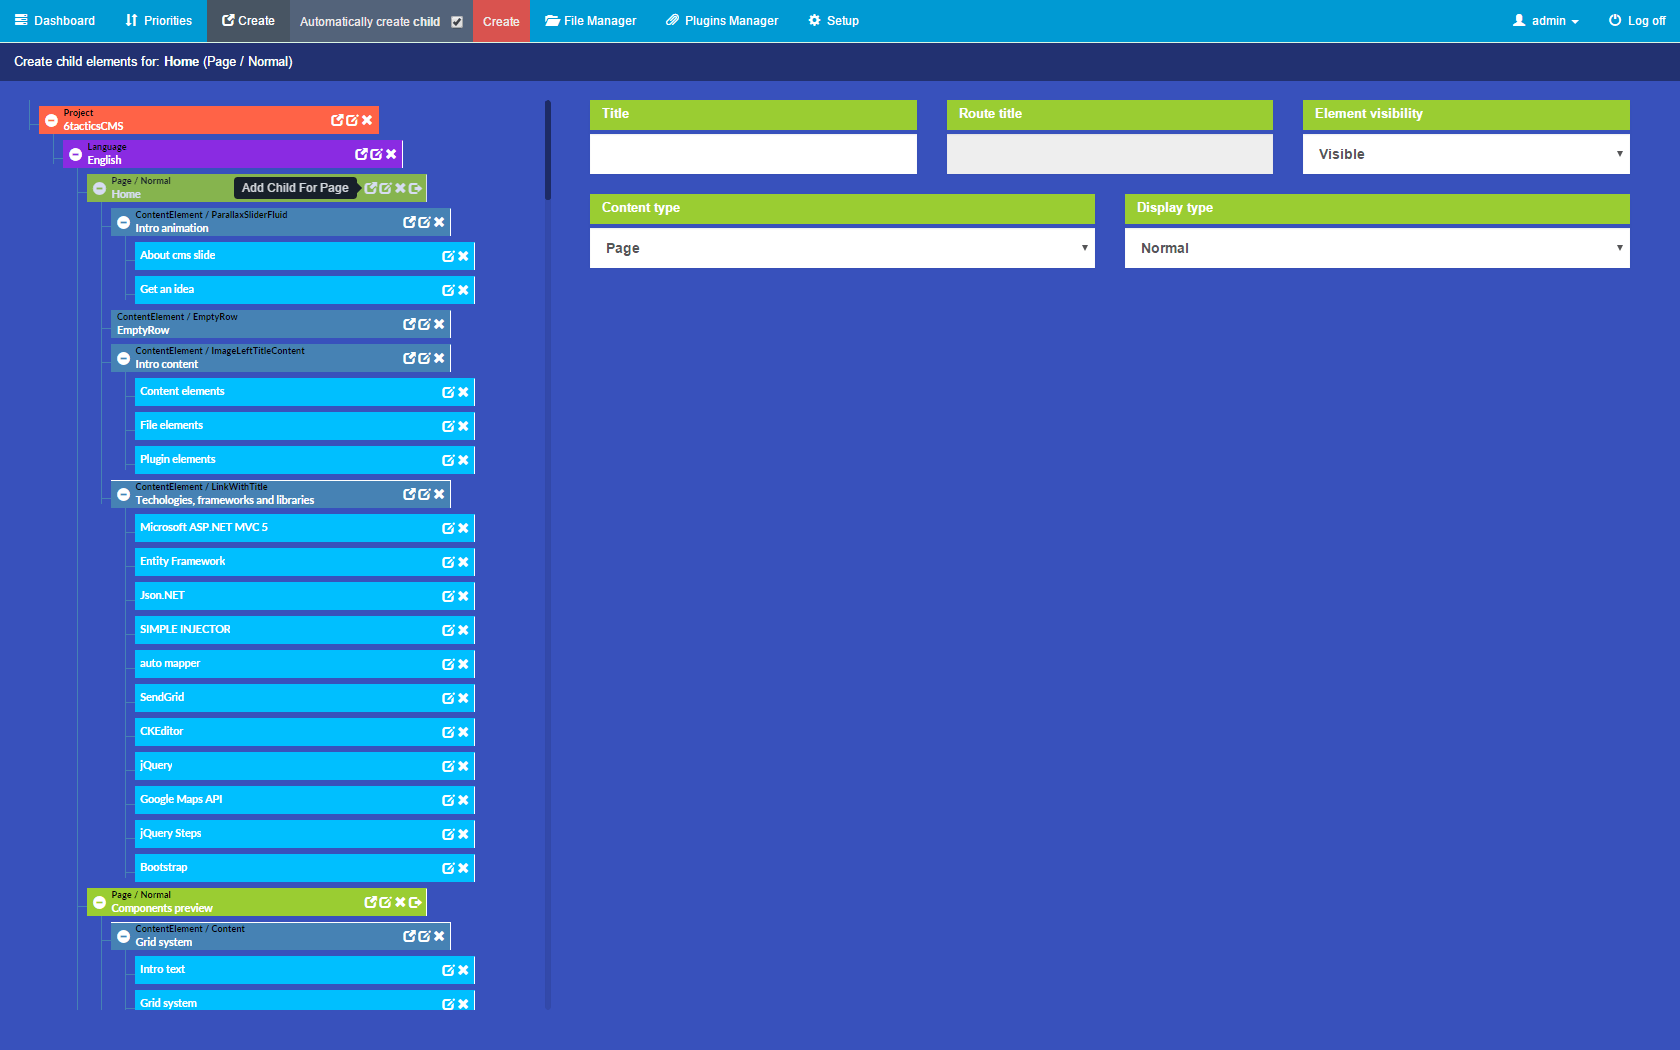 Dashboard Priorities Create Automatically create child Create File Manager Plugins Manager Setup admin Log off
Create child elements for: Home (Page / Normal)
Project
6tacticsCMS
Language
English
Page / Normal
Home
Add Child For Page
ContentElement / ParallaxSliderFluid
Intro animation
About cms slide
Get an idea
ContentElement / EmptyRow
EmptyRow
ContentElement / ImageLeftTitleContent
Intro content
Content elements
File elements
Plugin elements
ContentElement / LinkWithTitle
Techologies, frameworks and libraries
Microsoft ASP.NET MVC 5
Entity Framework
Json.NET
SIMPLE INJECTOR
auto mapper
SendGrid
CKEditor
jQuery
Google Maps API
jQuery Steps
Bootstrap
Page / Normal
Components preview
ContentElement / Content
Grid system
Intro text
Grid system
Title Route title Element visibility
Visible
Content type Display type
Page Normal